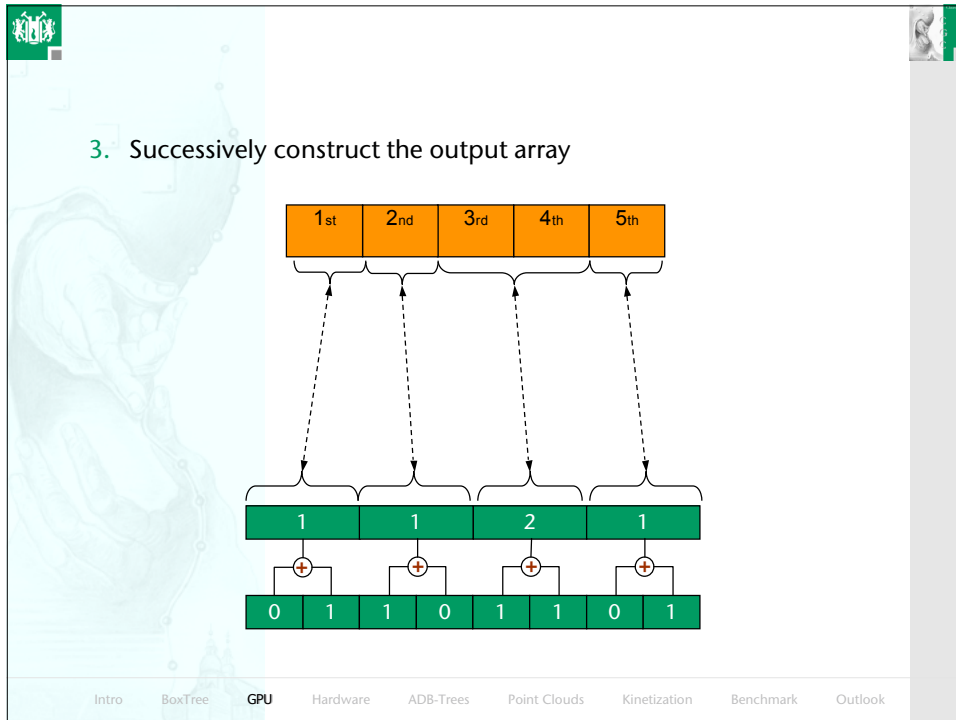 3. Successively construct the output array
1st 2nd 3rd 4th 5th
1 1 2 1
+ + + +
0 1 1 0 1 1 0 1
Intro BoxTree GPU Hardware ADB-Trees Point Clouds Kinetization Benchmark Outlook